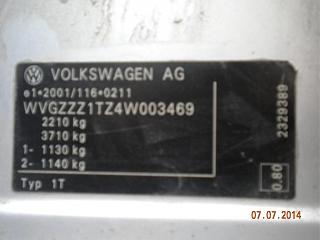 VOLKSWAGEN AG
e1*2001/116*0211
WVGZZZ1TZ4W003469
2210 kg
3710 kg
1- 1130 kg
2- 1140 kg
Typ 1T
2329389
0,80
07.07.2014